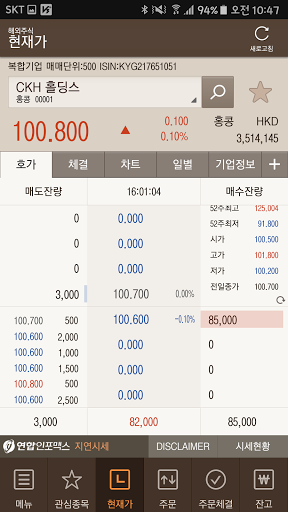 SKT 54% 오전 10:47
해외주식
현재가
새로고침
복합기업 매매단위:500 ISIN:KYG217651051
CKH 홀딩스
홍콩 00001
100.800 ▲ 0.100 홍콩 HKD
0.10% 3,514,145
호가 체결 차트 일별 기업정보 +
매도잔량 16:01:04 매수잔량
52주최고 125,004
0 0.000 52주최저 91,800
시가 100,500
0 0.000 고가 101,800
저가 100,200
0 0.000 전일종가 100,700
3,000 100.700 0.00%
100,700 500 100.600 -0.10% 85,000
100,600 2,000 0.000 0
100,600 1,000
100,800 500 0.000 0
100,600 2,500 0.000 0
100,600 1,500
3,000 82,000 85,000
연합인포맥스 지연시세 DISCLAIMER 시세현황
메뉴 관심종목 현재가 주문 주문체결 잔고